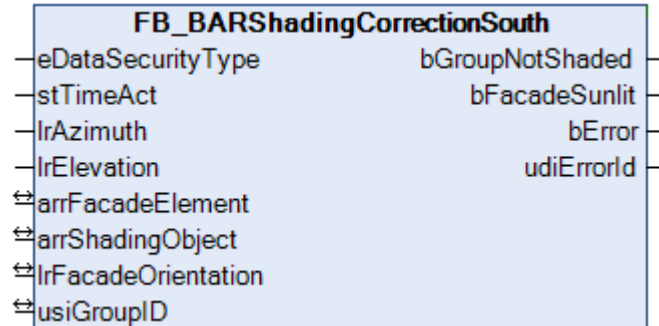 FB_BARShadingCorrectionSouth
eDataSecurityType bGroupNotShaded
stTimeAct bFacadeSunlit
lrAzimuth bError
lrElevation udiErrorId
arrFacadeElement
arrShadingObject
lrFacadeOrientation
usiGroupID